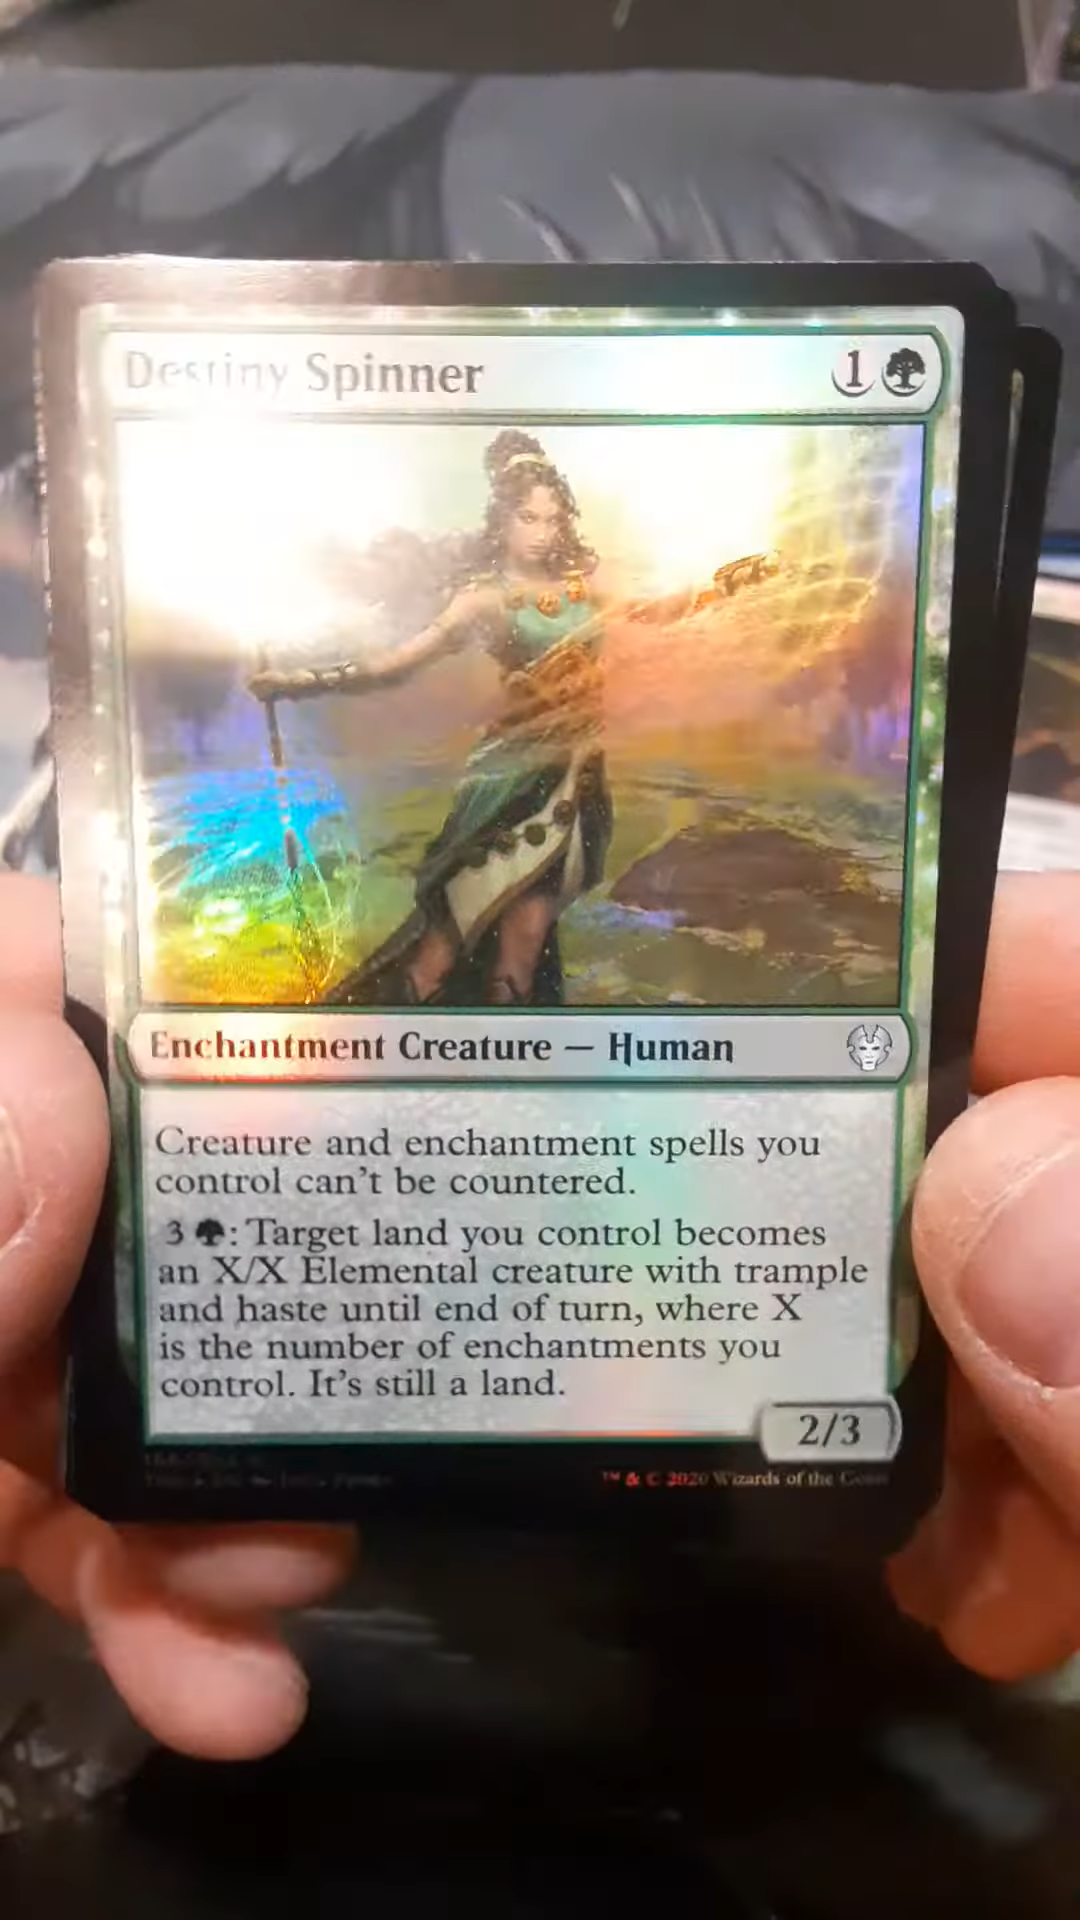 Destiny Spinner 1
Enchantment Creature — Human
Creature and enchantment spells you
control can't be countered.
3 : Target land you control becomes
an X/X Elemental creature with trample
and haste until end of turn, where X
is the number of enchantments you
control. It's still a land.
2/3
™ & © 2020 Wizards of the Coast